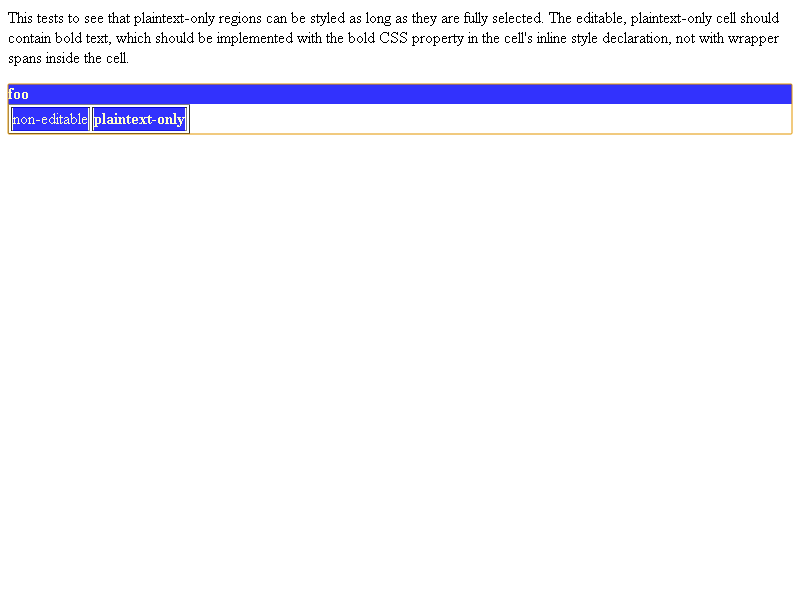 This tests to see that plaintext-only regions can be styled as long as they are fully selected. The editable, plaintext-only cell should
contain bold text, which should be implemented with the bold CSS property in the cell's inline style declaration, not with wrapper
spans inside the cell.
foo
non-editable plaintext-only